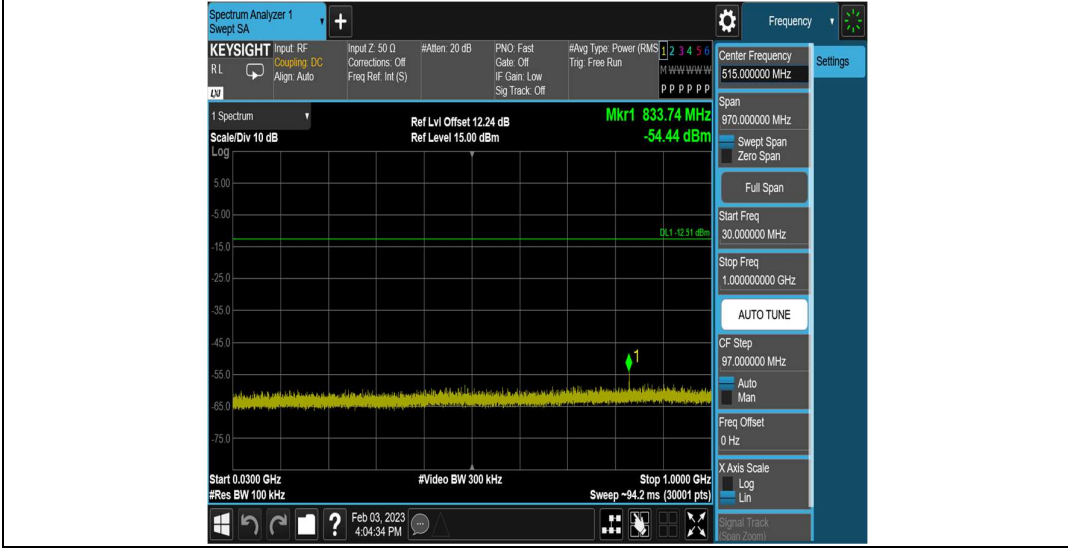 Spectrum Analyzer 1
Swept SA
+
Frequency
KEYSIGHT
RL
LXI
Input: RF
Coupling: DC
Align: Auto
Input Z: 50 Ω
Corrections: Off
Freq Ref: Int (S)
#Atten: 20 dB
PNO: Fast
Gate: Off
IF Gain: Low
Sig Track: Off
#Avg Type: Power (RMS
Trig: Free Run
1 2 3 4 5 6
M W W W W W
P P P P P P
1 Spectrum
Scale/Div 10 dB
Log
Ref Lvl Offset 12.24 dB
Ref Level 15.00 dBm
Mkr1 833.74 MHz
-54.44 dBm
5.00
-5.00
DL1 -12.51 dBm
-15.0
-25.0
-35.0
-45.0
1
-55.0
-65.0
-75.0
Start 0.0300 GHz
#Res BW 100 kHz
#Video BW 300 kHz
Stop 1.0000 GHz
Sweep ~94.2 ms (30001 pts)
?
Feb 03, 2023
4:04:34 PM
Center Frequency
515.000000 MHz
Span
970.000000 MHz
Swept Span
Zero Span
Full Span
Start Freq
30.000000 MHz
Stop Freq
1.000000000 GHz
AUTO TUNE
CF Step
97.000000 MHz
Auto
Man
Freq Offset
0 Hz
X Axis Scale
Log
Lin
Signal Track
(Span Zoom)
Settings